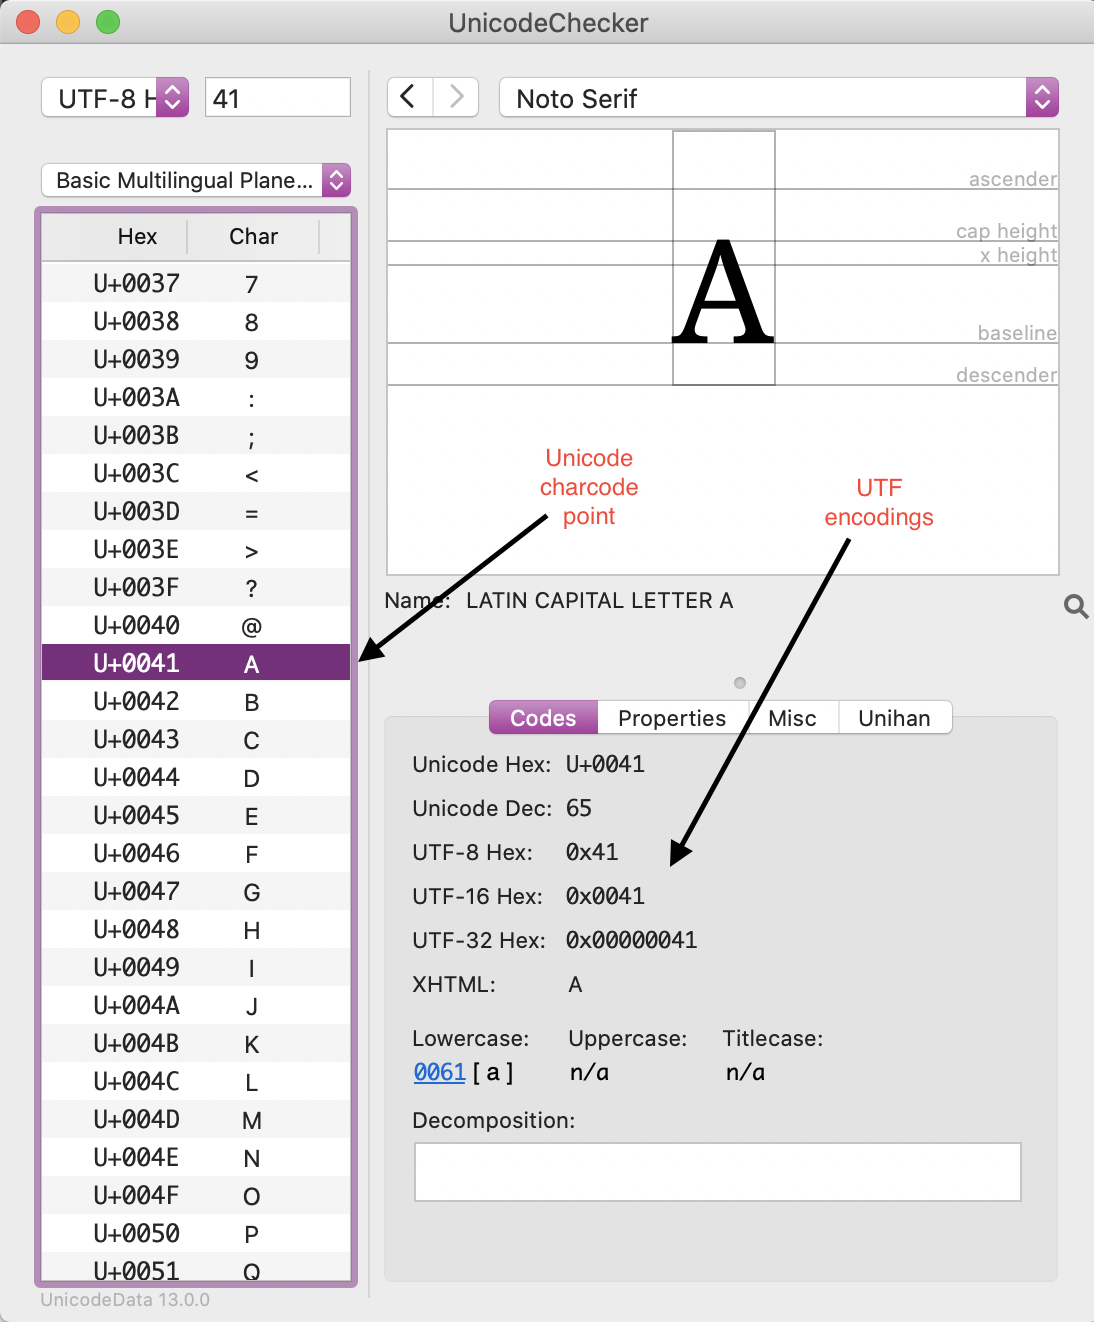 UnicodeChecker
UTF-8 H
41
Noto Serif
Basic Multilingual Plane...
Hex Char
U+0037 7
U+0038 8
U+0039 9
U+003A :
U+003B ;
U+003C <
U+003D =
U+003E >
U+003F ?
U+0040 @
U+0041 A
U+0042 B
U+0043 C
U+0044 D
U+0045 E
U+0046 F
U+0047 G
U+0048 H
U+0049 I
U+004A J
U+004B K
U+004C L
U+004D M
U+004E N
U+004F O
U+0050 P
U+0051 Q
UnicodeData 13.0.0
ascender
cap height
x height
baseline
descender
A
Unicode
charcode
point
UTF
encodings
Name: LATIN CAPITAL LETTER A
Codes Properties Misc Unihan
Unicode Hex: U+0041
Unicode Dec: 65
UTF-8 Hex: 0x41
UTF-16 Hex: 0x0041
UTF-32 Hex: 0x00000041
XHTML: A
Lowercase: Uppercase: Titlecase:
0061 [ a ] n/a n/a
Decomposition: